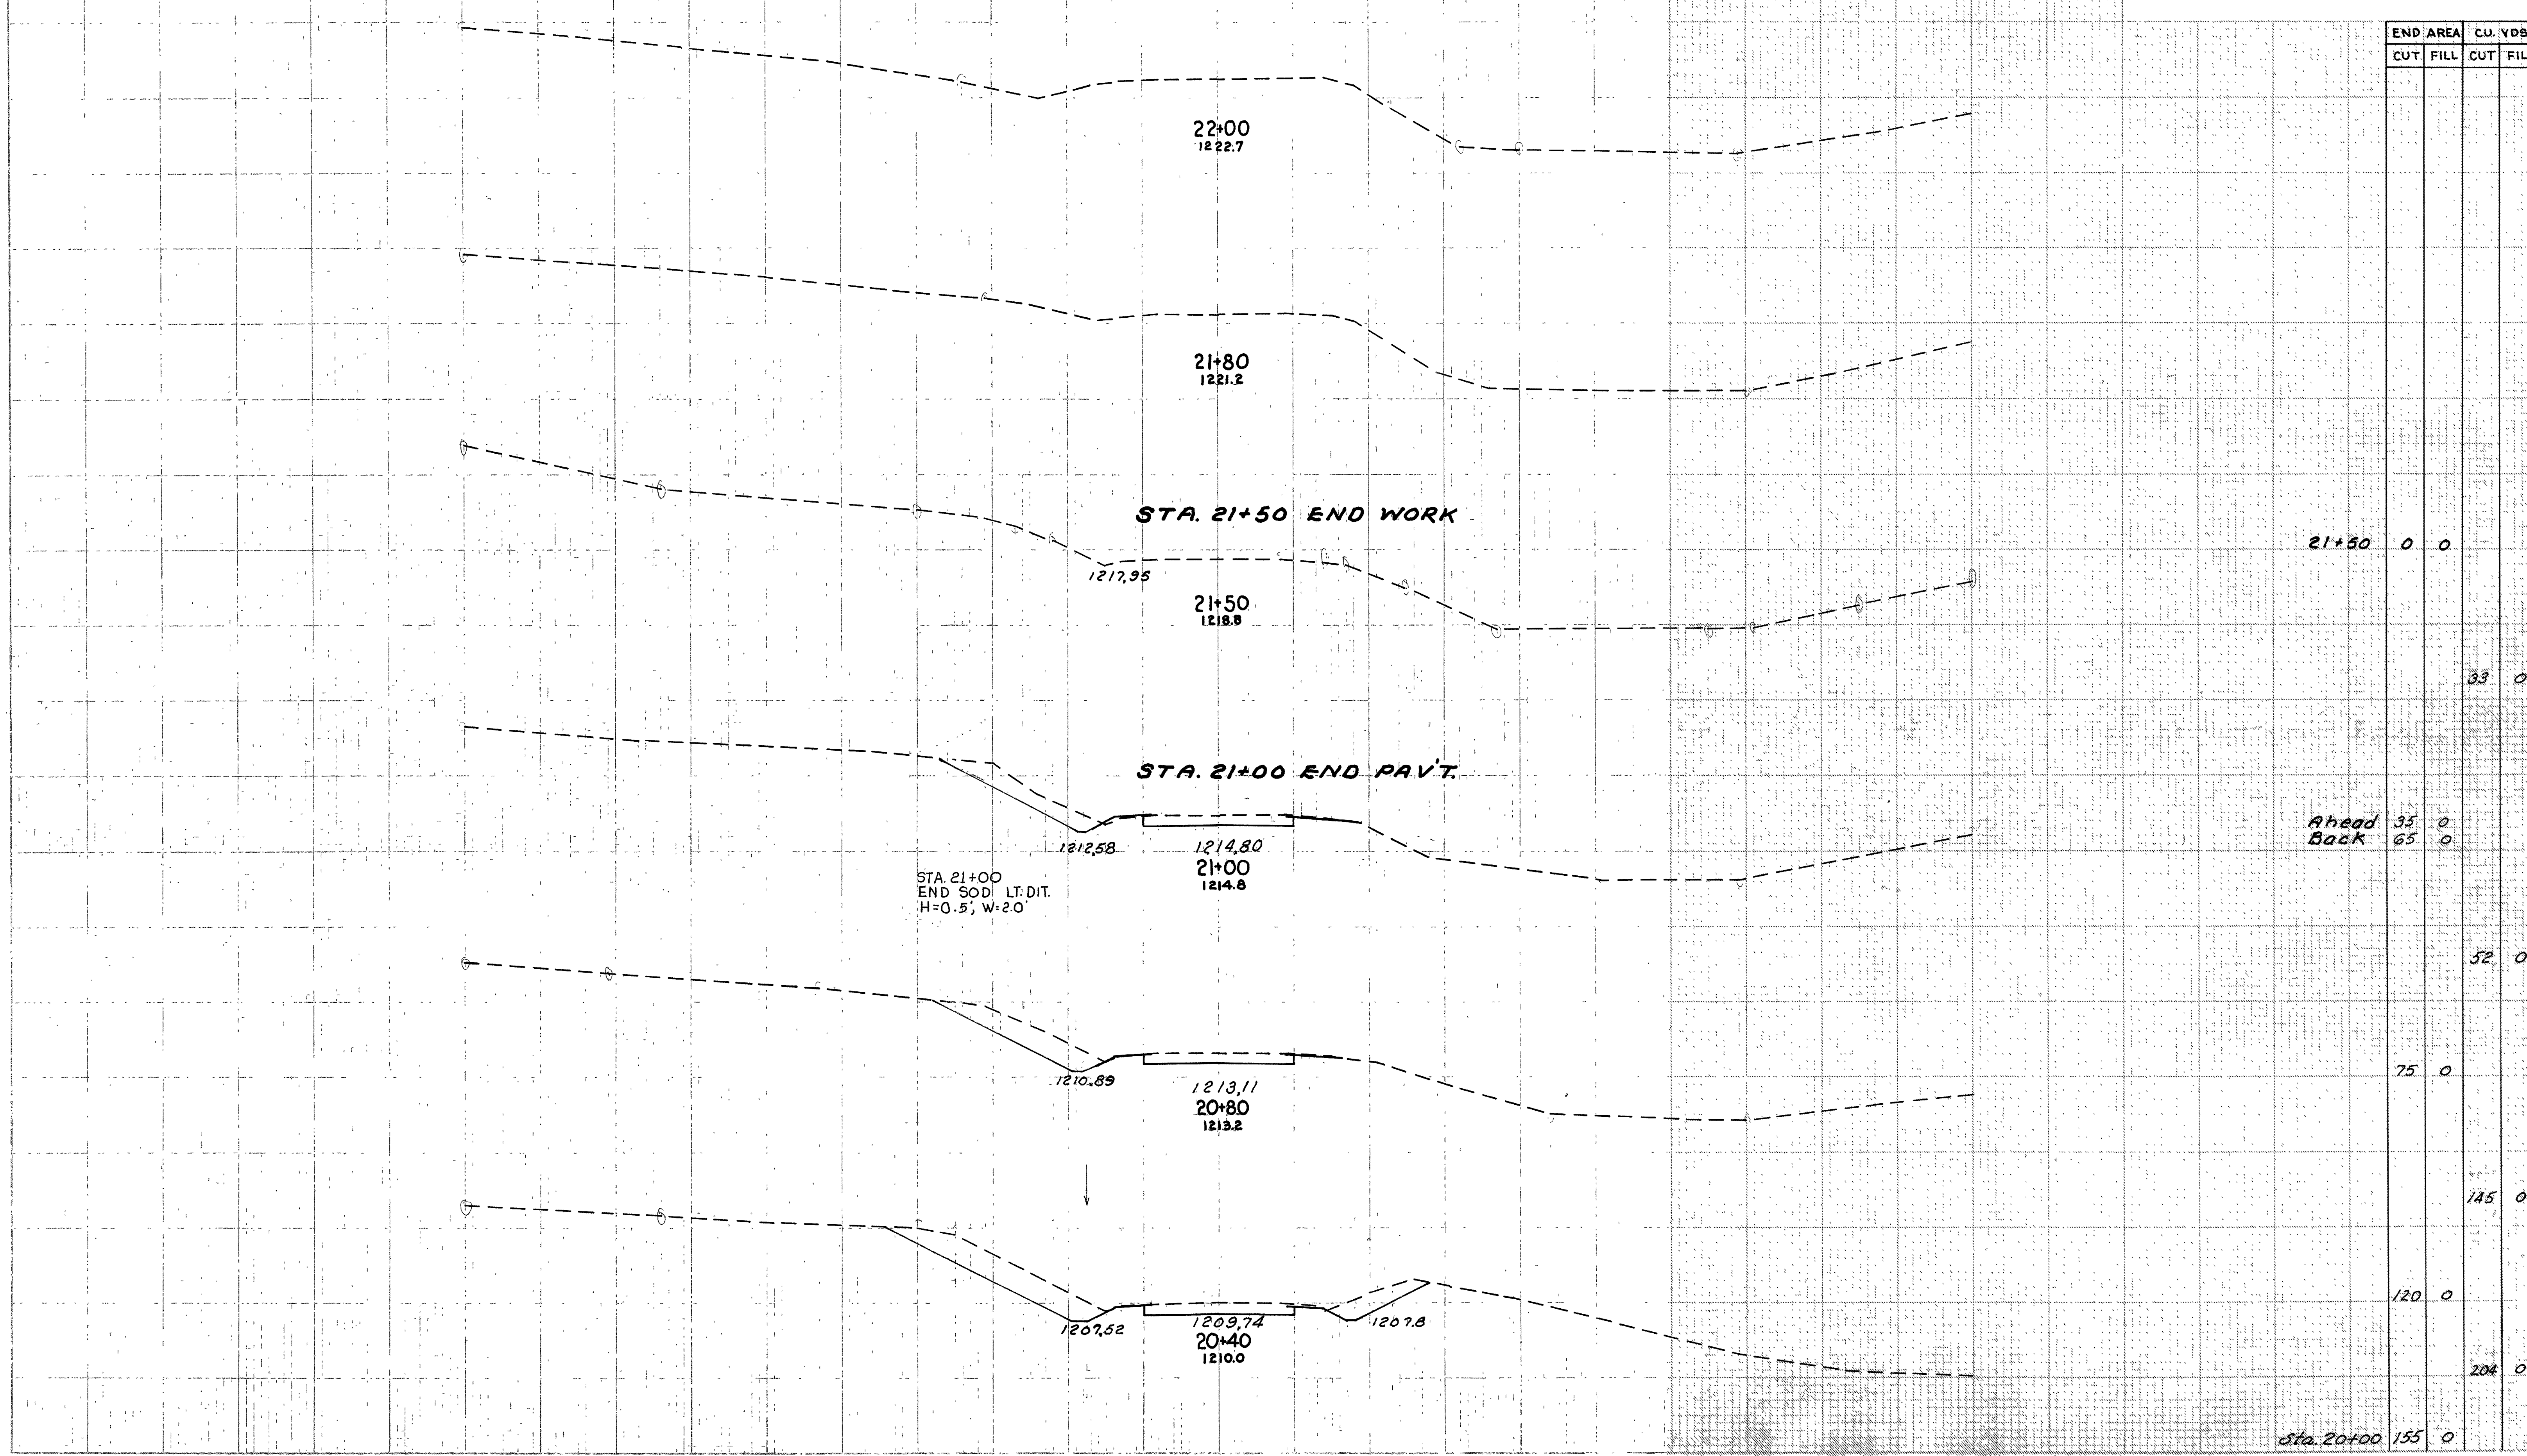 END AREA CU. YDS
CUT FILL CUT FIL
22+00
1222.7
21+80
1221.2
STA. 21+50 END WORK
21+50 0 0
1217.95
21+50
1218.8
33 0
STA. 21+00 END PAV'T.
Ahead 35 0
Back 65 0
1212.58 1214.80
21+00
1214.8
STA. 21+00
END SOD LT. DIT.
H=0.5', W=2.0'
52 0
1210.89 1213.11
75 0
20+80
1213.2
145 0
120 0
1207.52 1209.74 1207.8
20+40
1210.0
204 0
Sta. 20+00 155 0